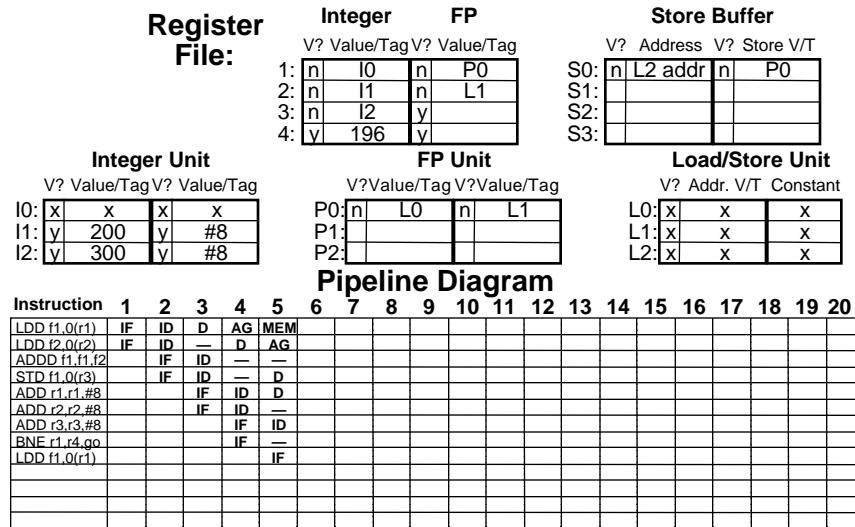 Register File:
Integer FP
V? Value/Tag V? Value/Tag
1: n I0 n P0
2: n I1 n L1
3: n I2 y
4: y 196 y
Store Buffer
V? Address V? Store V/T
S0: n L2 addr n P0
S1:
S2:
S3:
Integer Unit
V? Value/Tag V? Value/Tag
I0: x x x x
I1: y 200 y #8
I2: y 300 y #8
FP Unit
V? Value/Tag V? Value/Tag
P0: n L0 n L1
P1:
P2:
Load/Store Unit
V? Addr. V/T Constant
L0: x x x
L1: x x x
L2: x x x
Pipeline Diagram
Instruction 1 2 3 4 5 6 7 8 9 10 11 12 13 14 15 16 17 18 19 20
LDD f1,0(r1) IF ID D AG MEM
LDD f2,0(r2) IF ID — D AG
ADDD f1,f1,f2 IF ID — —
STD f1,0(r3) IF ID — D
ADD r1,r1,#8 IF ID D
ADD r2,r2,#8 IF ID —
ADD r3,r3,#8 IF ID
BNE r1,r4,go IF —
LDD f1,0(r1) IF